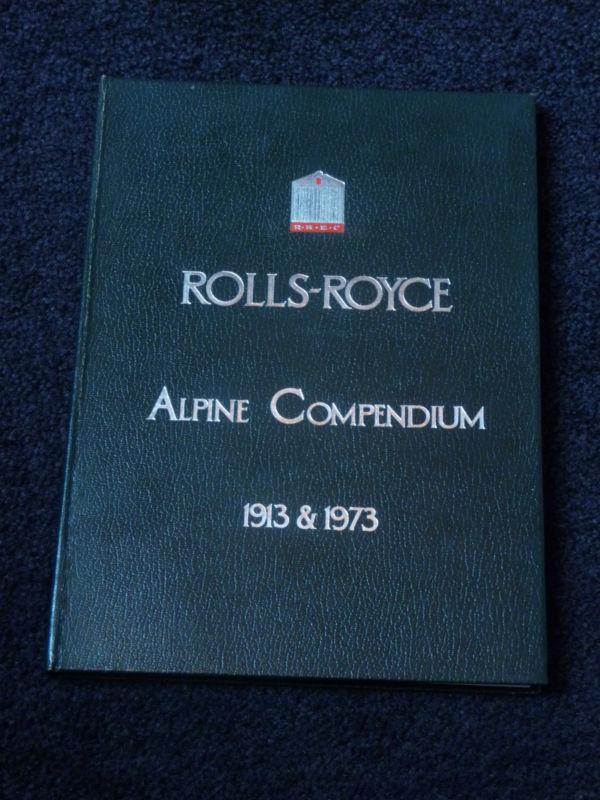 R·R·E·C
ROLLS-ROYCE
ALPINE COMPENDIUM
1913 & 1973